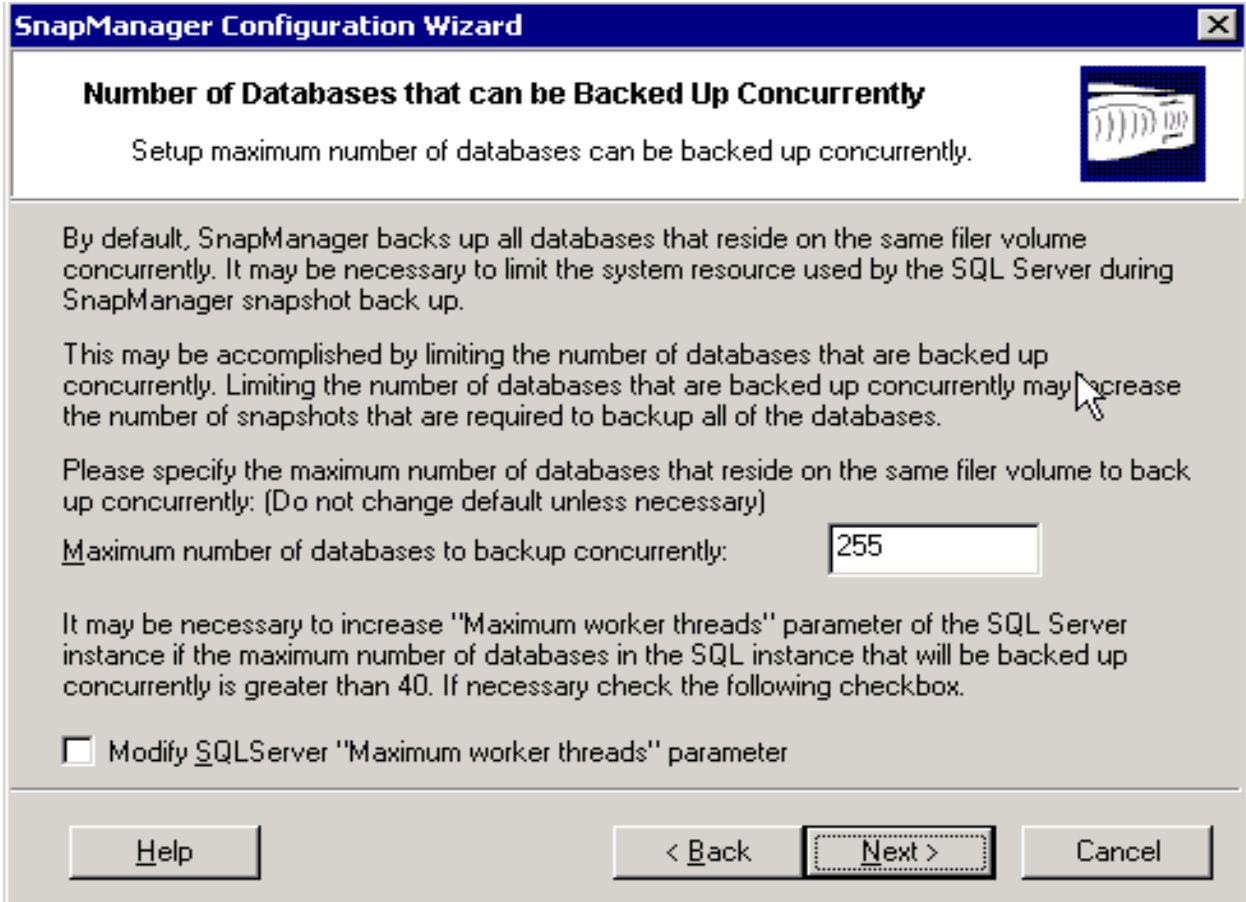 SnapManager Configuration Wizard
Number of Databases that can be Backed Up Concurrently
Setup maximum number of databases can be backed up concurrently.
By default, SnapManager backs up all databases that reside on the same filer volume
concurrently. It may be necessary to limit the system resource used by the SQL Server during
SnapManager snapshot back up.
This may be accomplished by limiting the number of databases that are backed up
concurrently. Limiting the number of databases that are backed up concurrently may increase
the number of snapshots that are required to backup all of the databases.
Please specify the maximum number of databases that reside on the same filer volume to back
up concurrently: (Do not change default unless necessary)
Maximum number of databases to backup concurrently: 255
It may be necessary to increase "Maximum worker threads" parameter of the SQL Server
instance if the maximum number of databases in the SQL instance that will be backed up
concurrently is greater than 40. If necessary check the following checkbox.
Modify SQLServer "Maximum worker threads" parameter
Help < Back Next > Cancel